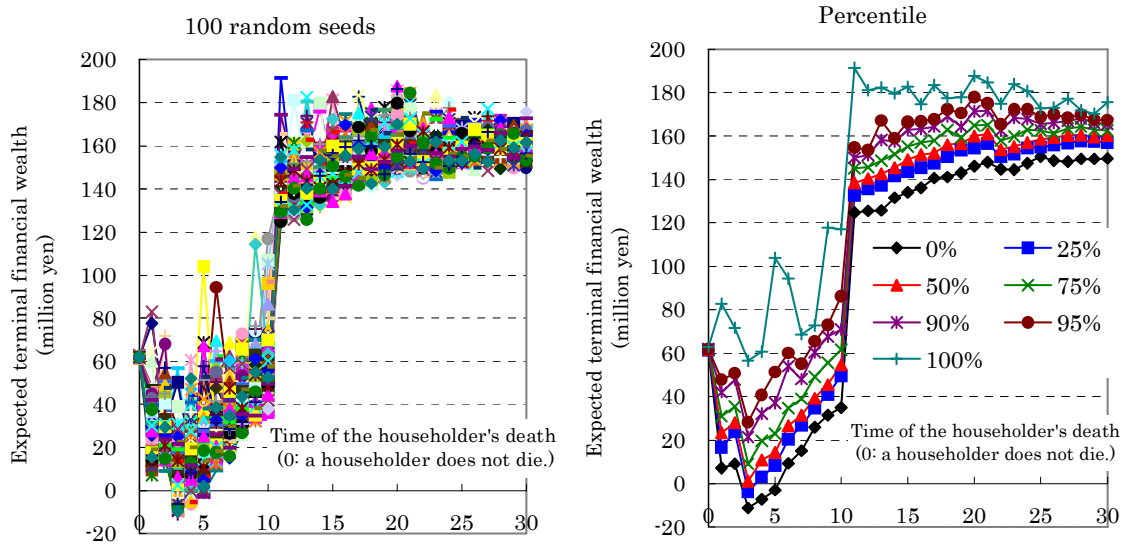 100 random seeds
Expected terminal financial wealth
(million yen)
200
180
160
140
120
100
80
60
40
20
0
-20
0 5 10 15 20 25 30
Time of the householder's death
(0: a householder does not die.)
Percentile
Expected terminal financial wealth
(million yen)
200
180
160
140
120
100
80
60
40
20
0
-20
0 5 10 15 20 25 30
0% 25%
50% 75%
90% 95%
100%
Time of the householder's death
(0: a householder does not die.)